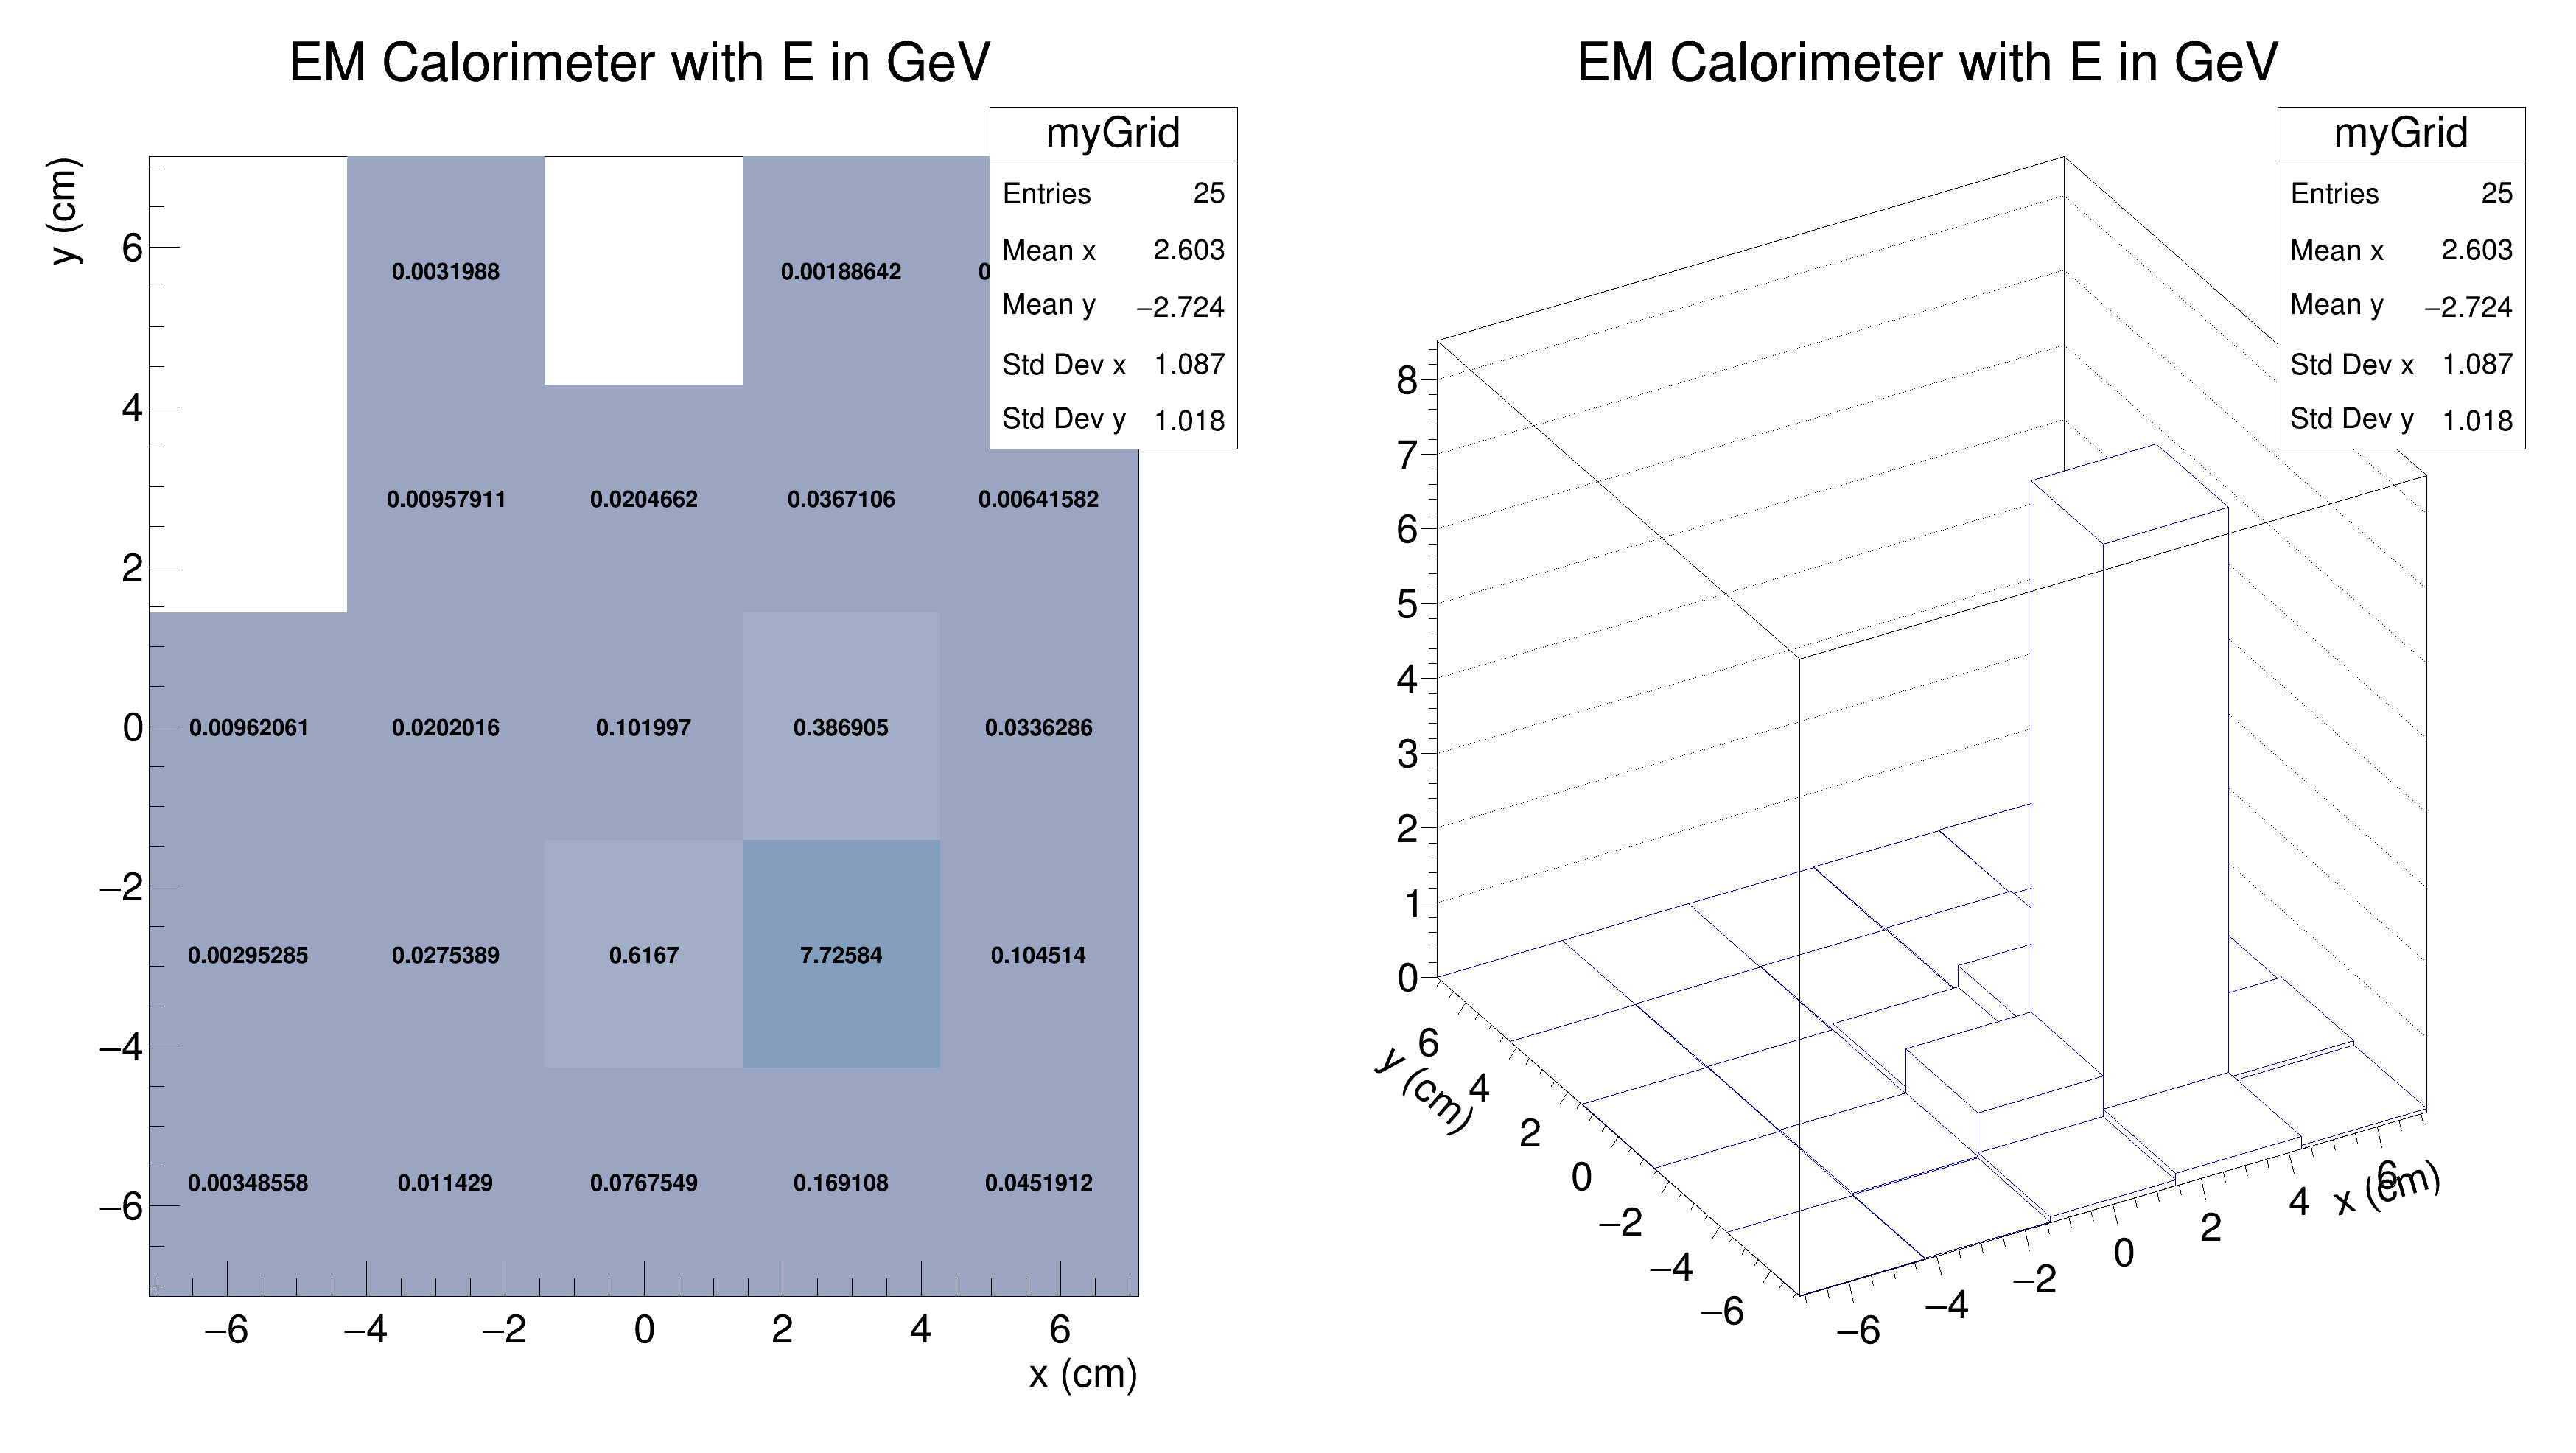 EM Calorimeter with E in GeV
myGrid
Entries 25
Mean x 2.603
Mean y −2.724
Std Dev x 1.087
Std Dev y 1.018
y (cm)
6
4
2
0
−2
−4
−6
0.0031988 0.00188642 0
0.00957911 0.0204662 0.0367106 0.00641582
0.00962061 0.0202016 0.101997 0.386905 0.0336286
0.00295285 0.0275389 0.6167 7.72584 0.104514
0.00348558 0.011429 0.0767549 0.169108 0.0451912
−6 −4 −2 0 2 4 6
x (cm)
EM Calorimeter with E in GeV
myGrid
Entries 25
Mean x 2.603
Mean y −2.724
Std Dev x 1.087
Std Dev y 1.018
8
7
6
5
4
3
2
1
0
6
4
2
0
−2
−4
−6
y (cm)
−6
−4
−2
0
2
4
6
x (cm)